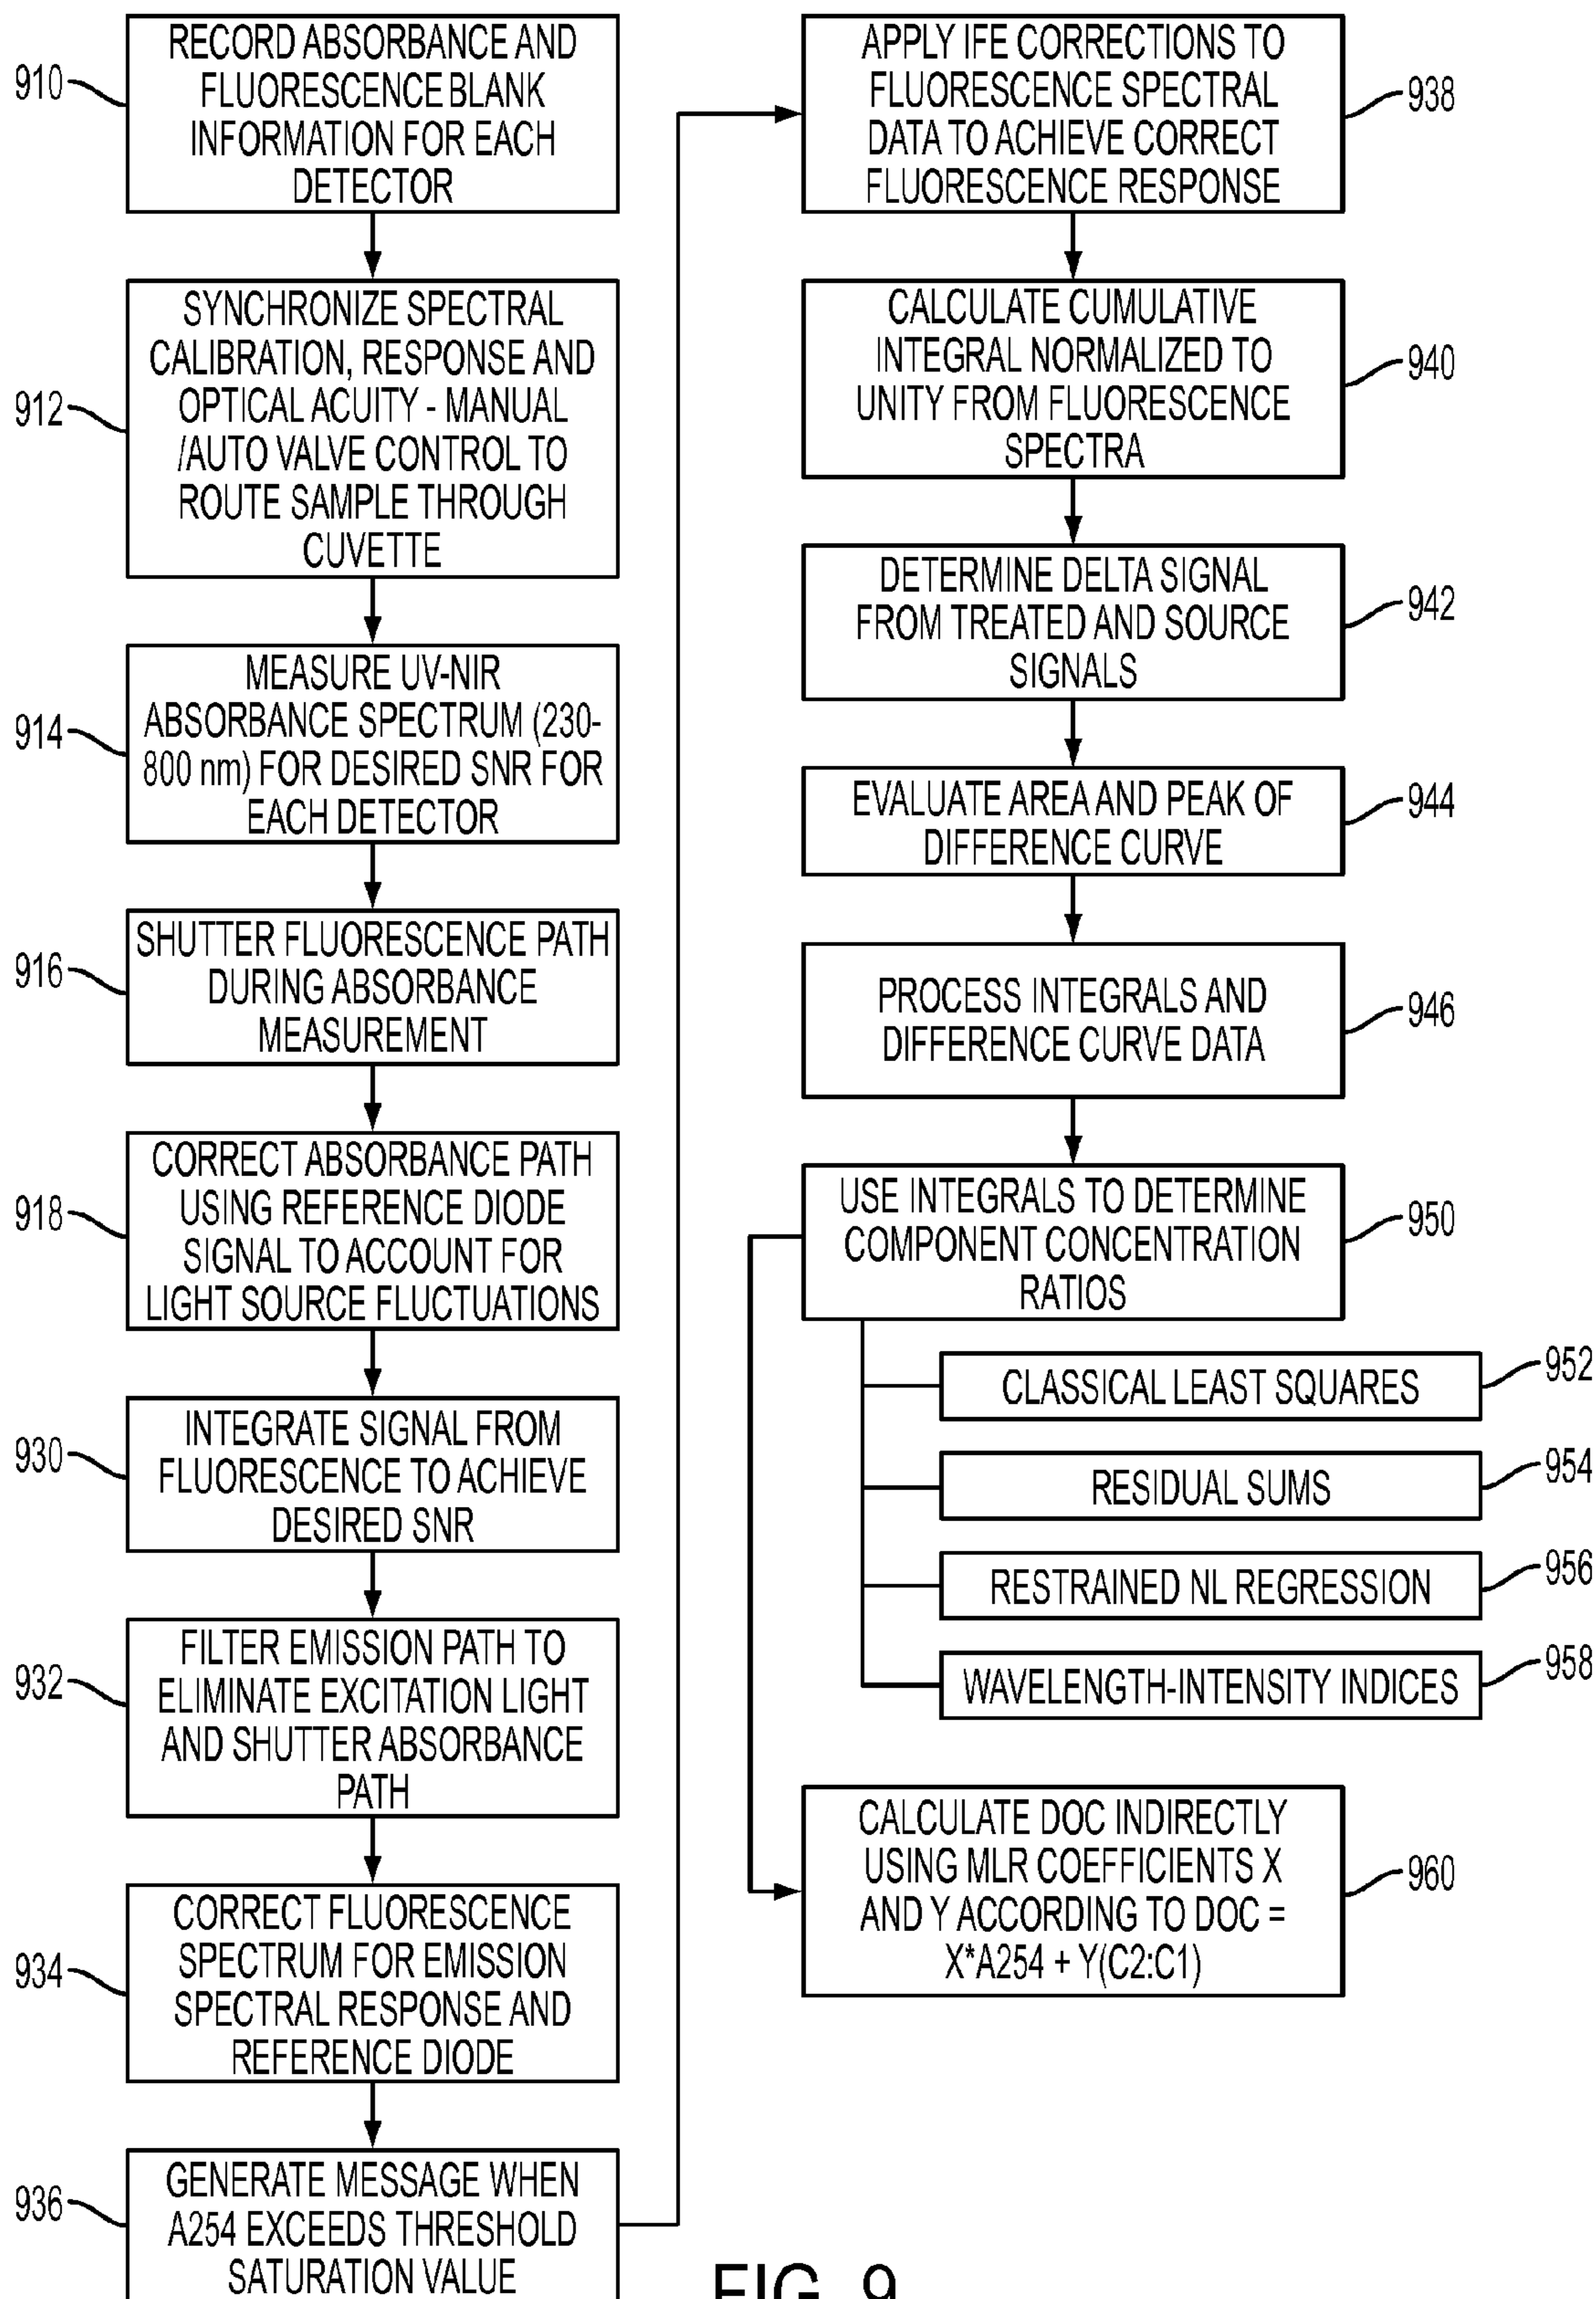 910
RECORD ABSORBANCE AND
FLUORESCENCE BLANK
INFORMATION FOR EACH
DETECTOR
912
SYNCHRONIZE SPECTRAL
CALIBRATION, RESPONSE AND
OPTICAL ACUITY - MANUAL
/AUTO VALVE CONTROL TO
ROUTE SAMPLE THROUGH
CUVETTE
914
MEASURE UV-NIR
ABSORBANCE SPECTRUM (230-
800 nm) FOR DESIRED SNR FOR
EACH DETECTOR
916
SHUTTER FLUORESCENCE PATH
DURING ABSORBANCE
MEASUREMENT
918
CORRECT ABSORBANCE PATH
USING REFERENCE DIODE
SIGNAL TO ACCOUNT FOR
LIGHT SOURCE FLUCTUATIONS
930
INTEGRATE SIGNAL FROM
FLUORESCENCE TO ACHIEVE
DESIRED SNR
932
FILTER EMISSION PATH TO
ELIMINATE EXCITATION LIGHT
AND SHUTTER ABSORBANCE
PATH
934
CORRECT FLUORESCENCE
SPECTRUM FOR EMISSION
SPECTRAL RESPONSE AND
REFERENCE DIODE
936
GENERATE MESSAGE WHEN
A254 EXCEEDS THRESHOLD
SATURATION VALUE
APPLY IFE CORRECTIONS TO
FLUORESCENCE SPECTRAL
DATA TO ACHIEVE CORRECT
FLUORESCENCE RESPONSE
938
CALCULATE CUMULATIVE
INTEGRAL NORMALIZED TO
UNITY FROM FLUORESCENCE
SPECTRA
940
DETERMINE DELTA SIGNAL
FROM TREATED AND SOURCE
SIGNALS
942
EVALUATE AREA AND PEAK OF
DIFFERENCE CURVE
944
PROCESS INTEGRALS AND
DIFFERENCE CURVE DATA
946
USE INTEGRALS TO DETERMINE
COMPONENT CONCENTRATION
RATIOS
950
CLASSICAL LEAST SQUARES
952
RESIDUAL SUMS
954
RESTRAINED NL REGRESSION
956
WAVELENGTH-INTENSITY INDICES
958
CALCULATE DOC INDIRECTLY
USING MLR COEFFICIENTS X
AND Y ACCORDING TO DOC =
X*A254 + Y(C2:C1)
960
FIG. 9